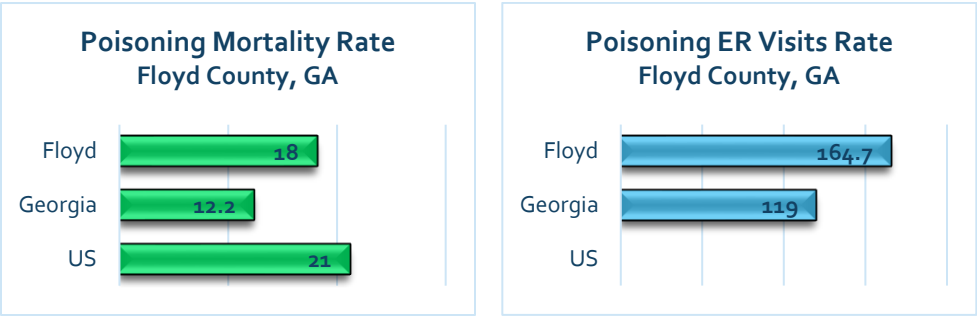 Poisoning Mortality Rate
Floyd County, GA
Floyd 18
Georgia 12.2
US 21
Poisoning ER Visits Rate
Floyd County, GA
Floyd 164.7
Georgia 119
US